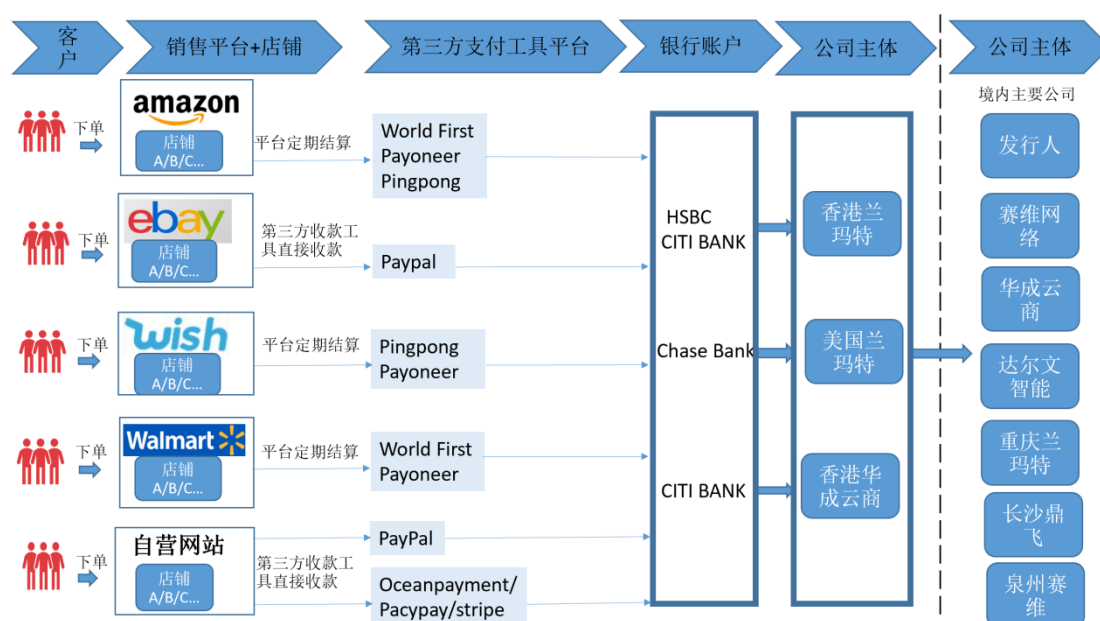 客
户
销售平台+店铺
第三方支付工具平台
银行账户
公司主体
公司主体
境内主要公司
amazon
下单
店铺
A/B/C...
平台定期结算
World First
Payoneer
Pingpong
发行人
ebay
下单
店铺
A/B/C...
第三方收款工
具直接收款
Paypal
HSBC
CITI BANK
香港兰
玛特
赛维网
络
华成云
商
wish
下单
店铺
A/B/C...
平台定期结算
Pingpong
Payoneer
Chase Bank
美国兰
玛特
达尔文
智能
Walmart
下单
店铺
A/B/C...
平台定期结算
World First
Payoneer
CITI BANK
香港华
成云商
重庆兰
玛特
长沙鼎
飞
自营网站
下单
店铺
A/B/C...
第三方收款工
具直接收款
PayPal
Oceanpayment/
Pacypay/stripe
泉州赛
维